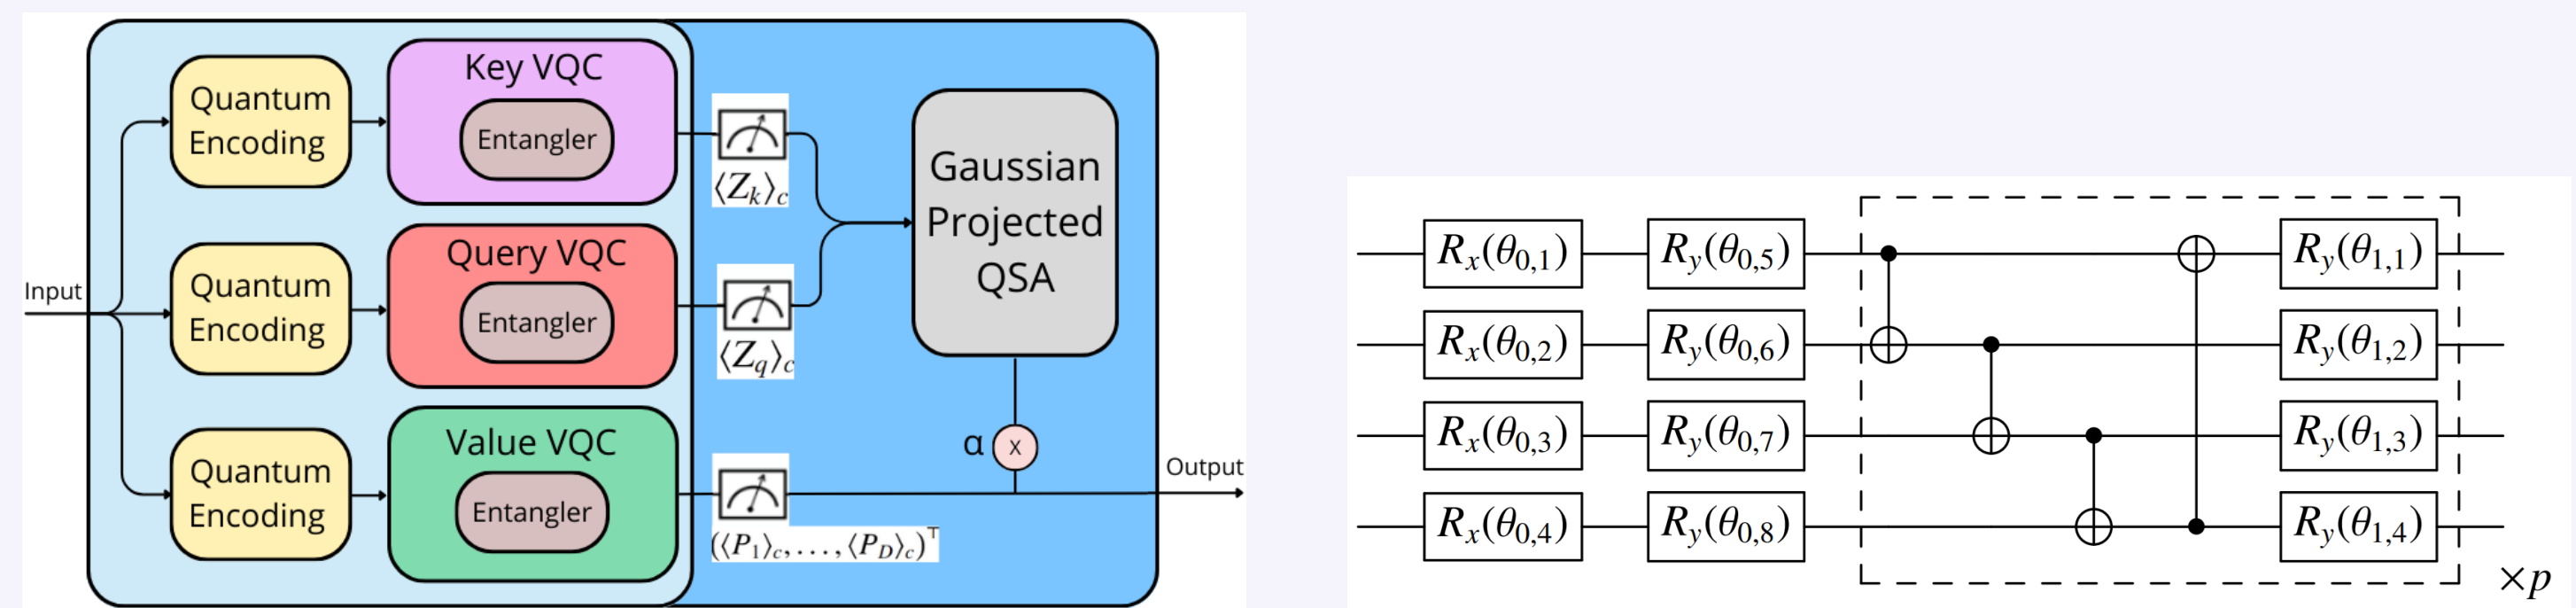 Input
Quantum
Encoding
Key VQC
Entangler
⟨Z_k⟩_c
Quantum
Encoding
Query VQC
Entangler
⟨Z_q⟩_c
Quantum
Encoding
Value VQC
Entangler
(⟨P_1⟩_c, . . . , ⟨P_D⟩_c)^⊤
Gaussian
Projected
QSA
α x
Output
R_x(θ_{0,1}) R_y(θ_{0,5}) R_y(θ_{1,1})
R_x(θ_{0,2}) R_y(θ_{0,6}) R_y(θ_{1,2})
R_x(θ_{0,3}) R_y(θ_{0,7}) R_y(θ_{1,3})
R_x(θ_{0,4}) R_y(θ_{0,8}) R_y(θ_{1,4})
×p